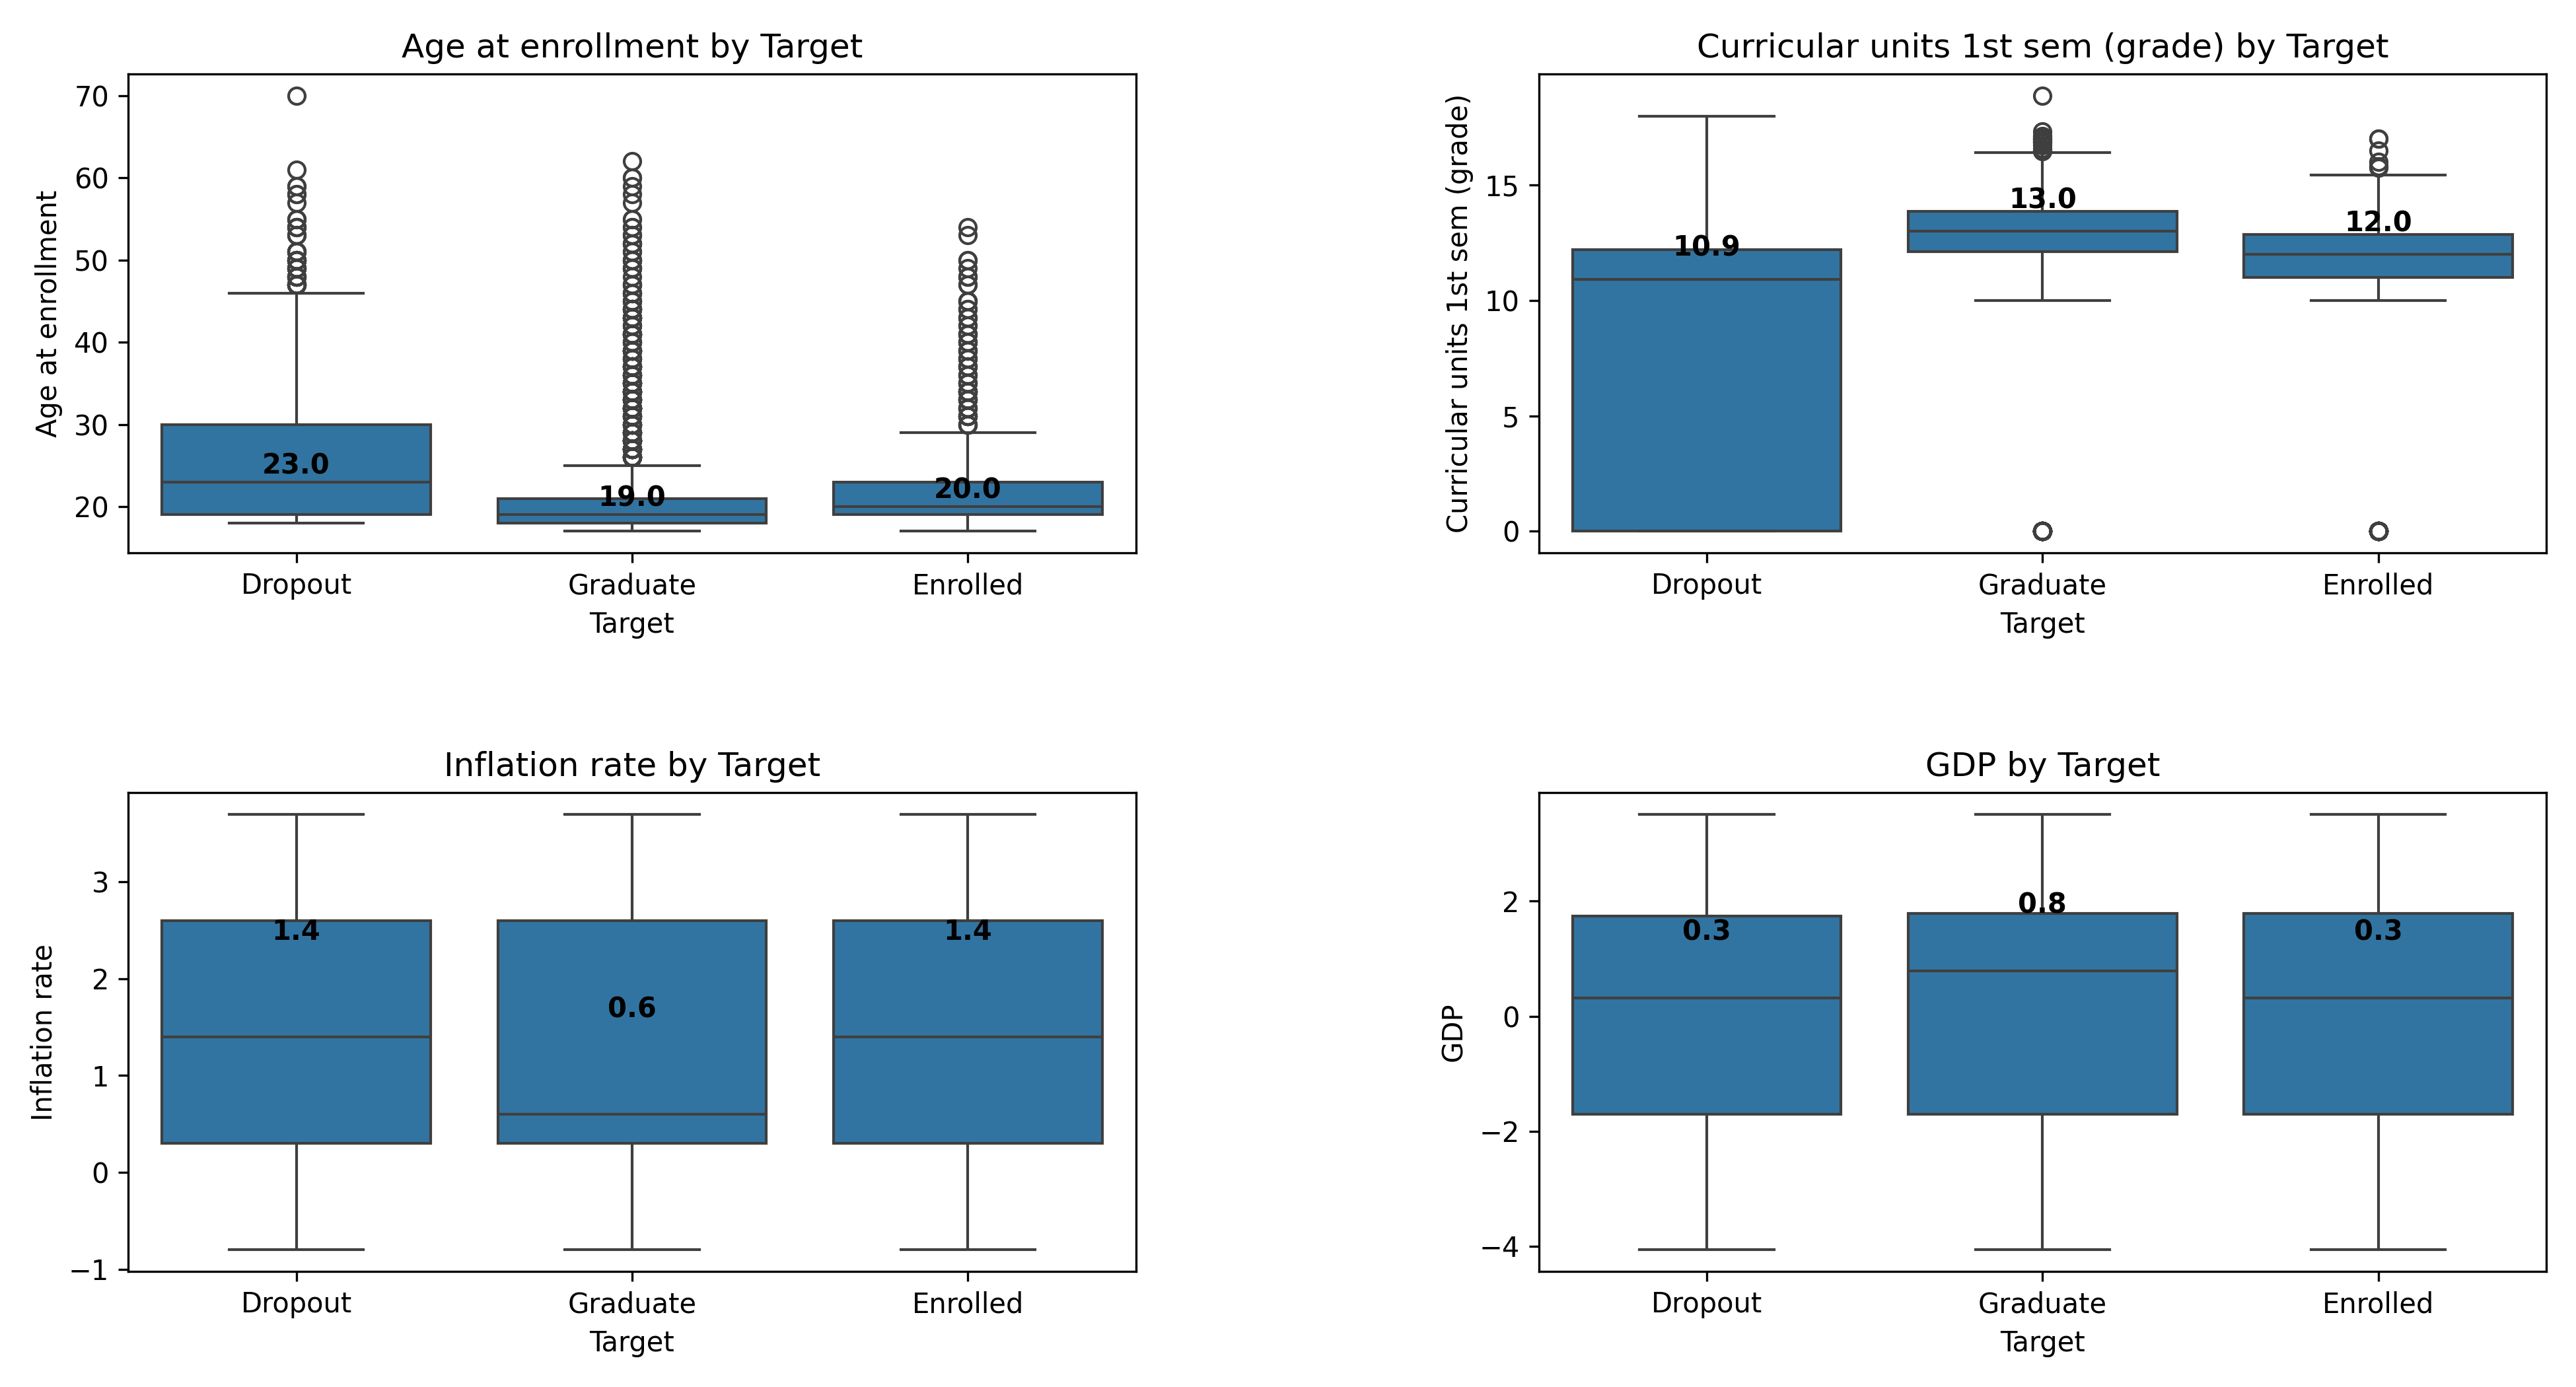 Age at enrollment by Target
Age at enrollment
70
60
50
40
30
20
23.0
19.0
20.0
Dropout
Graduate
Enrolled
Target
Curricular units 1st sem (grade) by Target
Curricular units 1st sem (grade)
15
10
5
0
10.9
13.0
12.0
Dropout
Graduate
Enrolled
Target
Inflation rate by Target
Inflation rate
3
2
1
0
−1
1.4
0.6
1.4
Dropout
Graduate
Enrolled
Target
GDP by Target
GDP
2
0
−2
−4
0.3
0.8
0.3
Dropout
Graduate
Enrolled
Target